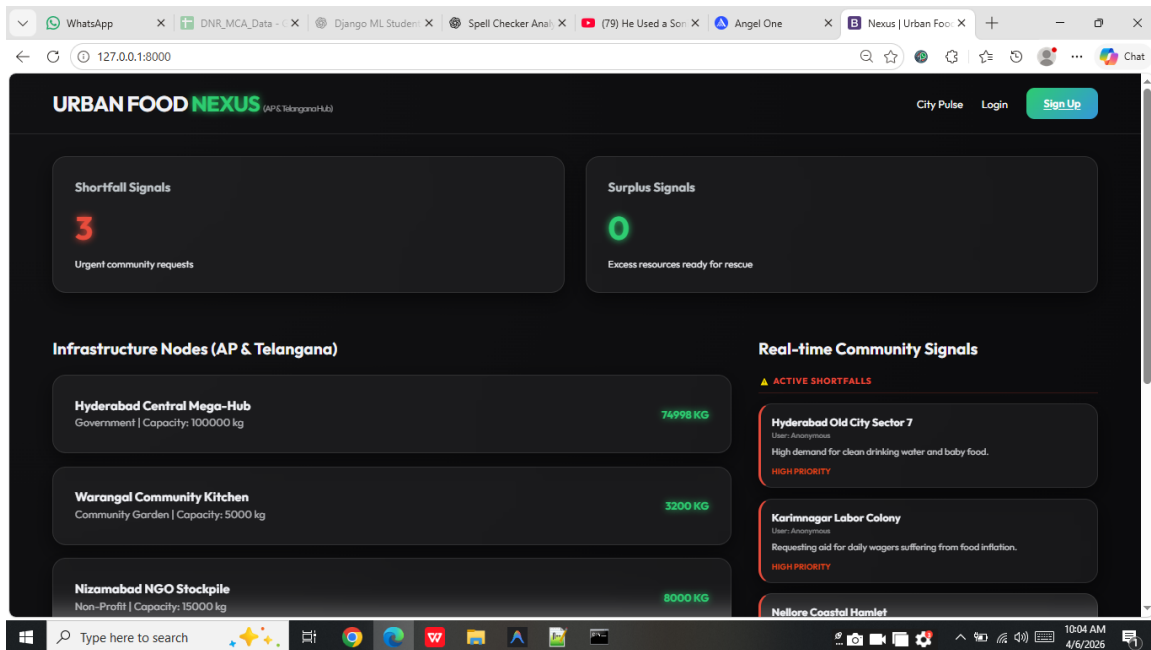 WhatsApp
DNR_MCA_Data - G
Django ML Student
Spell Checker Analy
(79) He Used a Son
Angel One
Nexus | Urban Foo
127.0.0.1:8000
Chat
URBAN FOOD NEXUS (AP & Telangana Hub)
City Pulse
Login
Sign Up
Shortfall Signals
3
Urgent community requests
Surplus Signals
0
Excess resources ready for rescue
Infrastructure Nodes (AP & Telangana)
Hyderabad Central Mega-Hub
Government | Capacity: 100000 kg
74998 KG
Warangal Community Kitchen
Community Garden | Capacity: 5000 kg
3200 KG
Nizamabad NGO Stockpile
Non-Profit | Capacity: 15000 kg
8000 KG
Real-time Community Signals
ACTIVE SHORTFALLS
Hyderabad Old City Sector 7
User: Anonymous
High demand for clean drinking water and baby food.
HIGH PRIORITY
Karimnagar Labor Colony
User: Anonymous
Requesting aid for daily wagers suffering from food inflation.
HIGH PRIORITY
Nellore Coastal Hamlet
Type here to search
10:04 AM
4/6/2026
1